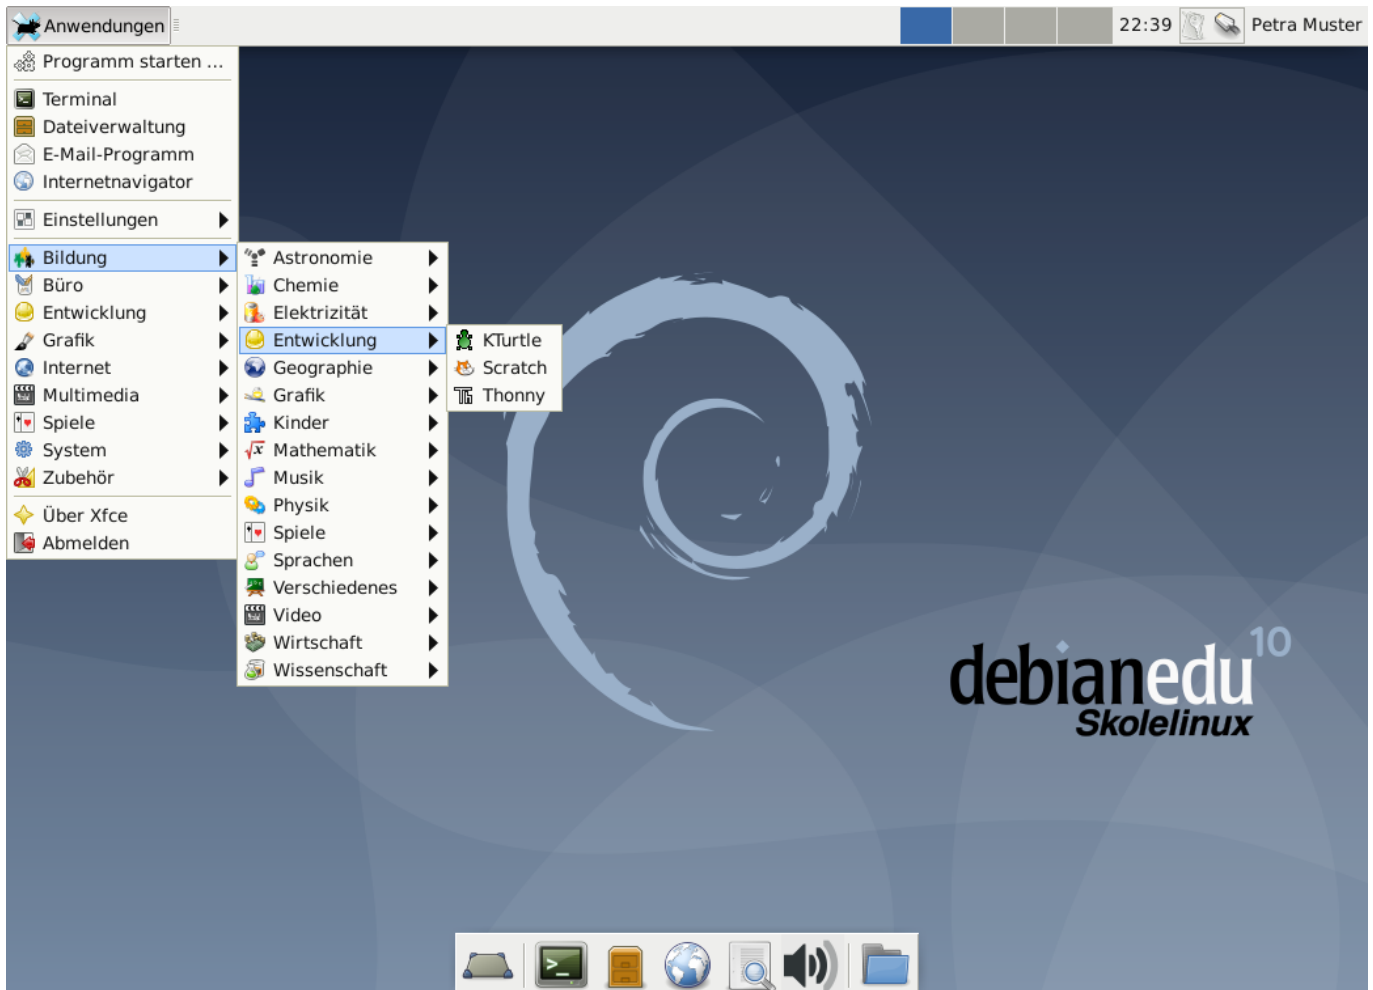 Anwendungen
22:39
Petra Muster
Programm starten ...
Terminal
Dateiverwaltung
E-Mail-Programm
Internetnavigator
Einstellungen
Bildung
Büro
Entwicklung
Grafik
Internet
Multimedia
Spiele
System
Zubehör
Über Xfce
Abmelden
Astronomie
Chemie
Elektrizität
Entwicklung
Geographie
Grafik
Kinder
Mathematik
Musik
Physik
Spiele
Sprachen
Verschiedenes
Video
Wirtschaft
Wissenschaft
KTurtle
Scratch
Thonny
debianedu 10
Skolelinux